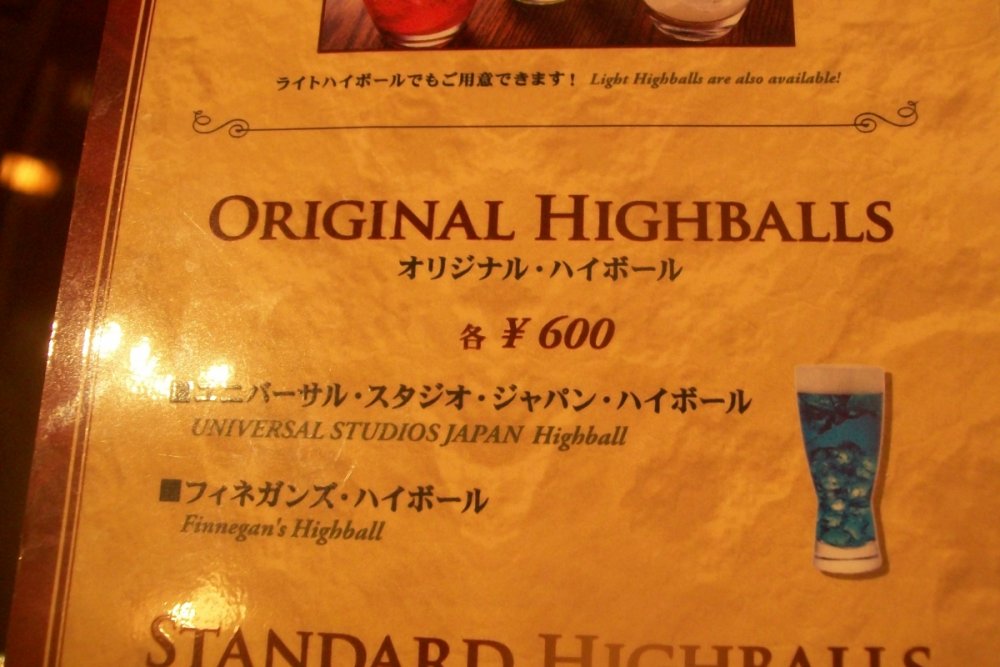 ライトハイボールでもご用意できます! Light Highballs are also available!
ORIGINAL HIGHBALLS
オリジナル・ハイボール
各 ¥ 600
■ユニバーサル・スタジオ・ジャパン・ハイボール
UNIVERSAL STUDIOS JAPAN Highball
■フィネガンズ・ハイボール
Finnegan's Highball
STANDARD HIGHBALLS